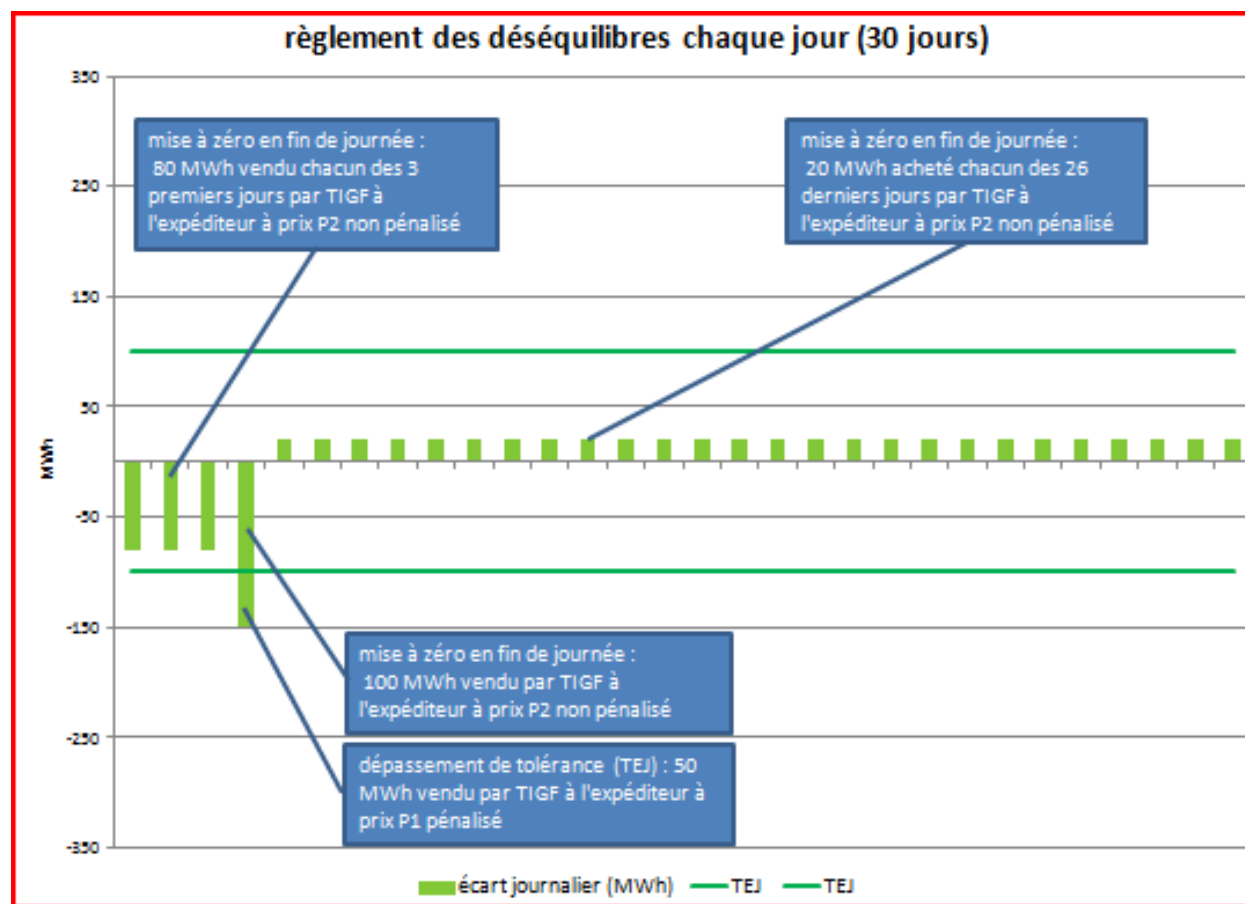 règlement des déséquilibres chaque jour (30 jours)
350
250
150
50
-50
-150
-250
-350
MWh
mise à zéro en fin de journée :
80 MWh vendu chacun des 3
premiers jours par TIGF à
l'expéditeur à prix P2 non pénalisé
mise à zéro en fin de journée :
20 MWh acheté chacun des 26
derniers jours par TIGF à
l'expéditeur à prix P2 non pénalisé
mise à zéro en fin de journée :
100 MWh vendu par TIGF à
l'expéditeur à prix P2 non pénalisé
dépassement de tolérance (TEJ) : 50
MWh vendu par TIGF à l'expéditeur à
prix P1 pénalisé
écart journalier (MWh) TEJ TEJ